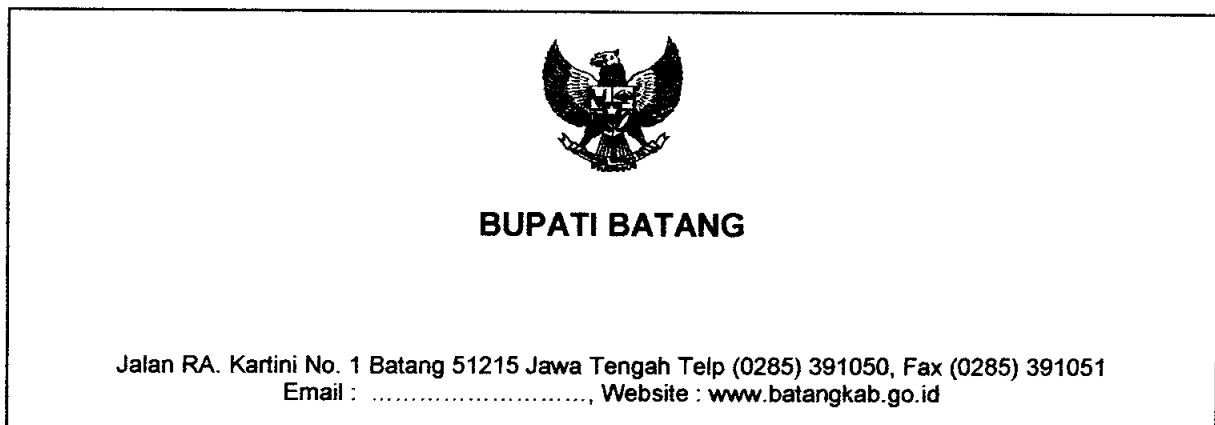 BUPATI BATANG
Jalan RA. Kartini No. 1 Batang 51215 Jawa Tengah Telp (0285) 391050, Fax (0285) 391051
Email : ..........................., Website : www.batangkab.go.id